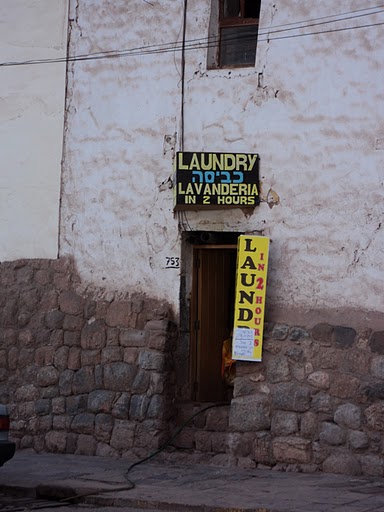 LAUNDRY
כביסה
LAVANDERIA
IN 2 HOURS
753
LAUND
IN 2 HOURS